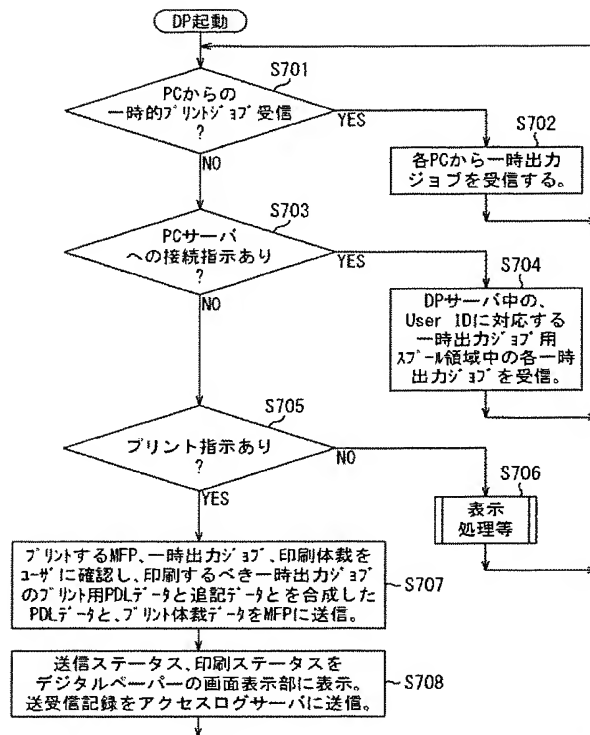 DP起動
S701
PCからの
一時的ﾌﾟﾘﾝﾄｼﾞｮﾌﾞ受信
?
YES
NO
S702
各PCから一時出力
ジョブを受信する。
S703
PCサーバ
への接続指示あり
?
YES
NO
S704
DPサーバ中の、
User IDに対応する
一時出力ｼﾞｮﾌﾞ用
ｽﾌﾟｰﾙ領域中の各一時
出力ｼﾞｮﾌﾞを受信。
S705
プリント指示あり
?
NO
YES
S706
表示
処理等
ﾌﾟﾘﾝﾄするMFP、一時出力ｼﾞｮﾌﾞ、印刷体裁を
ﾕｰｻﾞに確認し、印刷するべき一時出力ｼﾞｮﾌﾞ
のﾌﾟﾘﾝﾄ用PDLﾃﾞｰﾀと追記ﾃﾞｰﾀとを合成した
PDLﾃﾞｰﾀと、ﾌﾟﾘﾝﾄ体裁ﾃﾞｰﾀをMFPに送信。
S707
送信ステータス、印刷ステータスを
デジタルペーパーの画面表示部に表示。
送受信記録をアクセスログサーバに送信。
S708